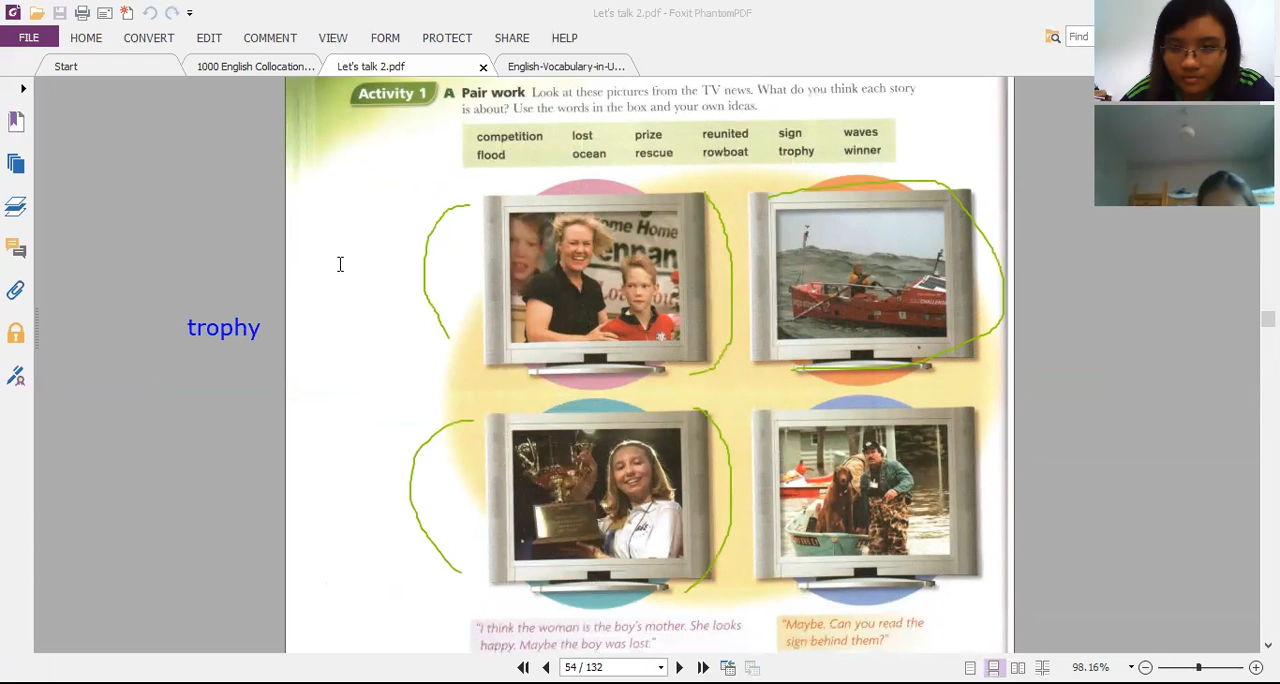 Let's talk 2.pdf - Foxit PhantomPDF
FILE HOME CONVERT EDIT COMMENT VIEW FORM PROTECT SHARE HELP
Find
Start
1000 English Collocation...
Let's talk 2.pdf
English-Vocabulary-in-U...
Activity 1 A Pair work Look at these pictures from the TV news. What do you think each story
is about? Use the words in the box and your own ideas.
competition lost prize reunited sign waves
flood ocean rescue rowboat trophy winner
ome Home
ennan
trophy
"I think the woman is the boy's mother. She looks
happy. Maybe the boy was lost."
"Maybe. Can you read the
sign behind them?"
54 / 132
98.16%